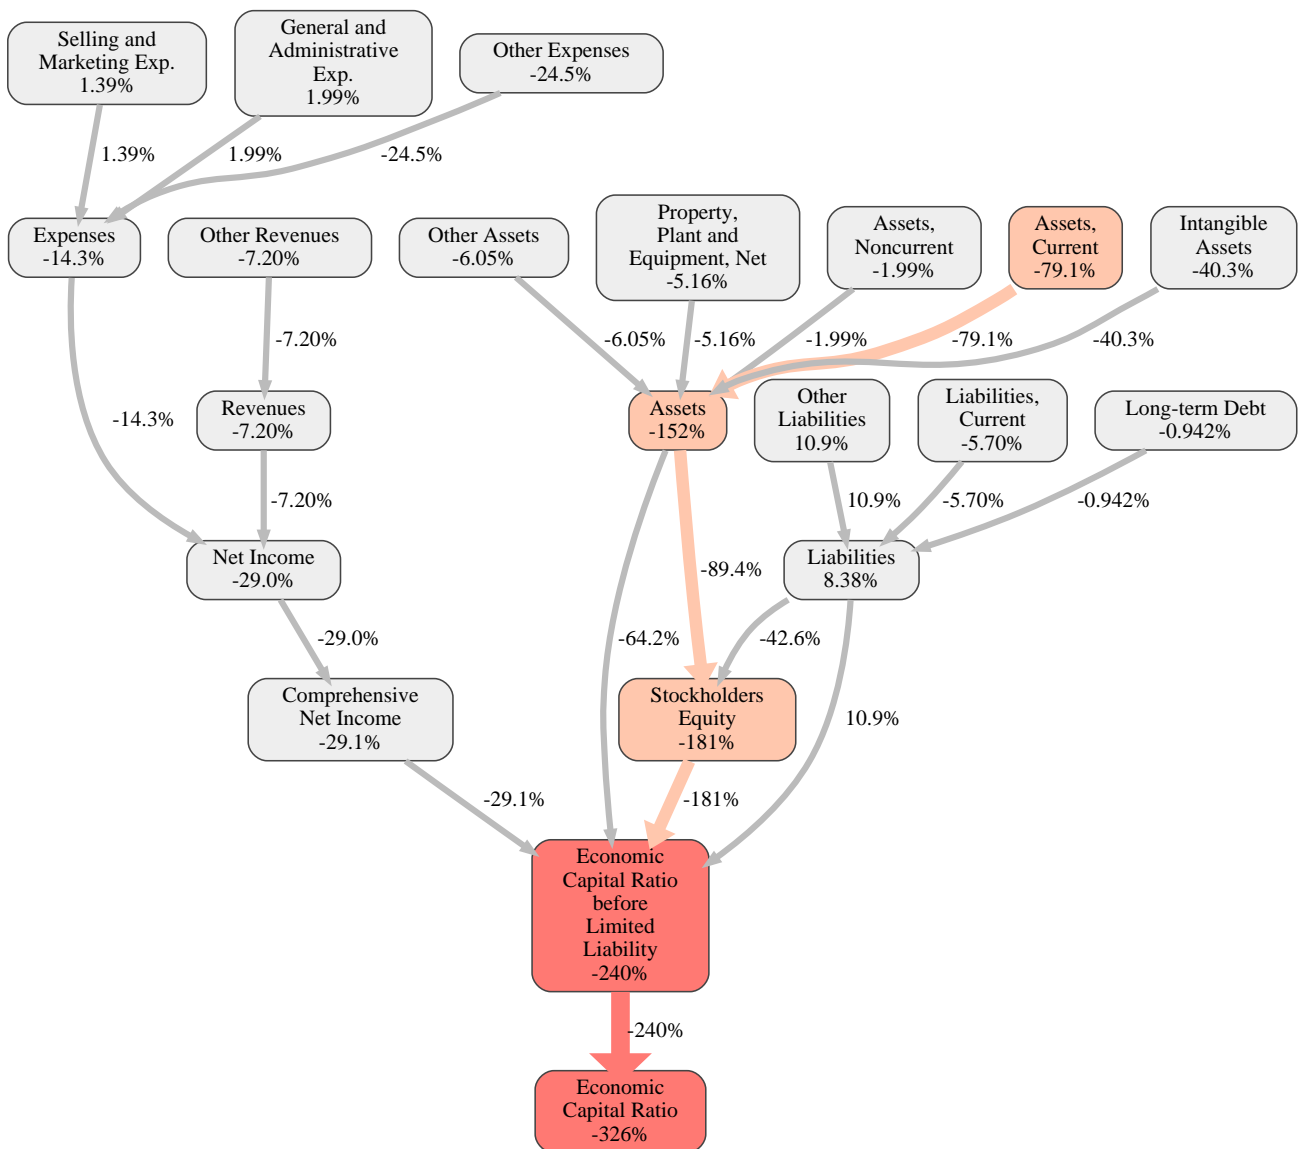 Selling and
Marketing Exp.
1.39%
General and
Administrative
Exp.
1.99%
Other Expenses
-24.5%
1.39%
1.99%
-24.5%
Expenses
-14.3%
Other Revenues
-7.20%
Other Assets
-6.05%
Property,
Plant and
Equipment, Net
-5.16%
Assets,
Noncurrent
-1.99%
Assets,
Current
-79.1%
Intangible
Assets
-40.3%
-7.20%
-6.05%
-5.16%
-1.99%
-79.1%
-40.3%
-14.3%
Revenues
-7.20%
Assets
-152%
Other
Liabilities
10.9%
Liabilities,
Current
-5.70%
Long-term Debt
-0.942%
-7.20%
10.9%
-5.70%
-0.942%
Net Income
-29.0%
-89.4%
Liabilities
8.38%
-29.0%
-64.2%
-42.6%
Comprehensive
Net Income
-29.1%
Stockholders
Equity
-181%
10.9%
-29.1%
-181%
Economic
Capital Ratio
before
Limited
Liability
-240%
-240%
Economic
Capital Ratio
-326%